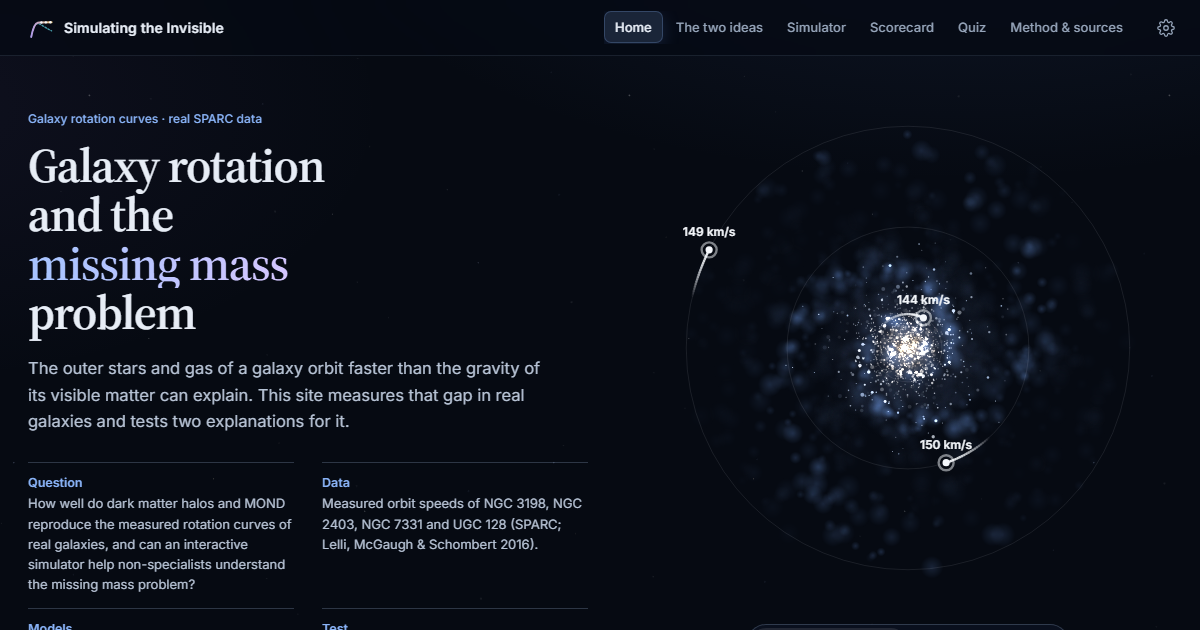 Simulating the Invisible
Home
The two ideas
Simulator
Scorecard
Quiz
Method & sources
Galaxy rotation curves · real SPARC data
Galaxy rotation
and the
missing mass
problem
The outer stars and gas of a galaxy orbit faster than the gravity of
its visible matter can explain. This site measures that gap in real
galaxies and tests two explanations for it.
Question
How well do dark matter halos and MOND
reproduce the measured rotation curves of
real galaxies, and can an interactive
simulator help non-specialists understand
the missing mass problem?
Data
Measured orbit speeds of NGC 3198, NGC
2403, NGC 7331 and UGC 128 (SPARC;
Lelli, McGaugh & Schombert 2016).
Models
Test
149 km/s
144 km/s
150 km/s